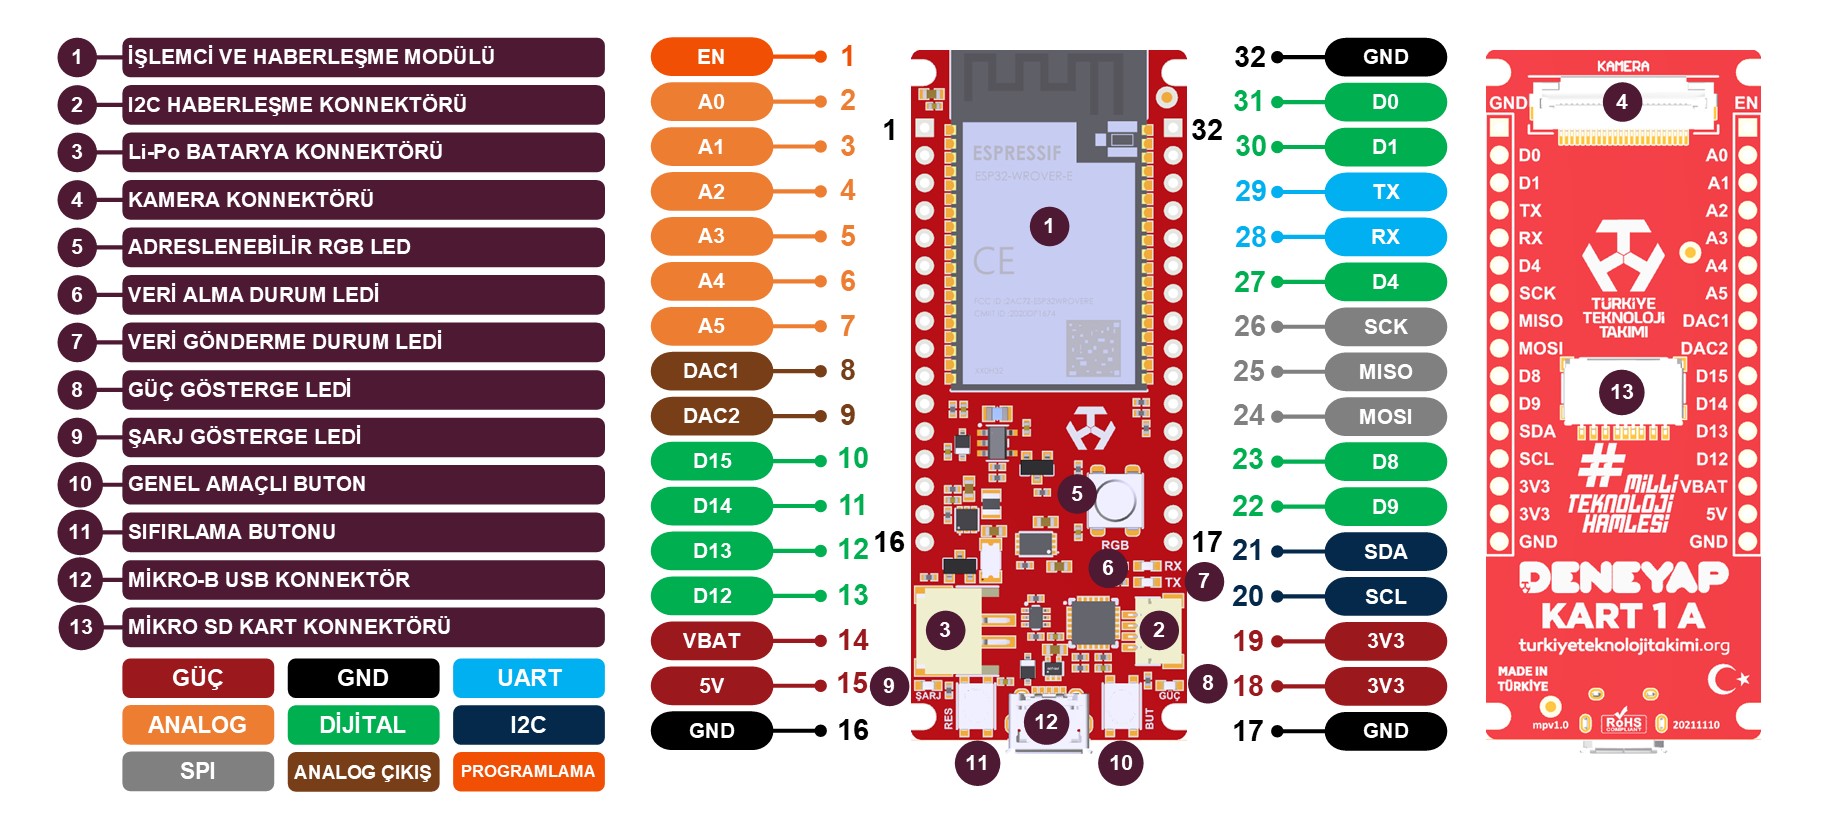 1 İŞLEMCİ VE HABERLEŞME MODÜLÜ
2 I2C HABERLEŞME KONNEKTÖRÜ
3 Li-Po BATARYA KONNEKTÖRÜ
4 KAMERA KONNEKTÖRÜ
5 ADRESLENEBİLİR RGB LED
6 VERİ ALMA DURUM LEDİ
7 VERİ GÖNDERME DURUM LEDİ
8 GÜÇ GÖSTERGE LEDİ
9 ŞARJ GÖSTERGE LEDİ
10 GENEL AMAÇLI BUTON
11 SIFIRLAMA BUTONU
12 MİKRO-B USB KONNEKTÖR
13 MİKRO SD KART KONNEKTÖRÜ
GÜÇ GND UART
ANALOG DİJİTAL I2C
SPI ANALOG ÇIKIŞ PROGRAMLAMA
EN 1
A0 2
A1 3
A2 4
A3 5
A4 6
A5 7
DAC1 8
DAC2 9
D15 10
D14 11
D13 12
D12 13
VBAT 14
5V 15
GND 16
1 32
ESPRESSIF
ESP32-WROVER-E
1
CE
5
16 17
RGB
6 RX
TX 7
3 2
9 ŞARJ GÜÇ 8
RES 12 BUT
11 10
32 GND
31 D0
30 D1
29 TX
28 RX
27 D4
26 SCK
25 MISO
24 MOSI
23 D8
22 D9
21 SDA
20 SCL
19 3V3
18 3V3
17 GND
KAMERA
4
GND EN
D0 A0
D1 A1
TX A2
RX A3
D4 A4
SCK A5
MISO DAC1
MOSI DAC2
D8 D15
D9 D14
SDA D13
SCL D12
3V3 VBAT
3V3 5V
GND GND
TÜRKİYE
TEKNOLOJİ
TAKIMI
13
#MİLLİ
TEKNOLOJİ
HAMLESİ
DENEYAP
KART 1 A
turkiyeteknolojitakimi.org
MADE IN
TÜRKİYE
mpv1.0 RoHS 20211110
COMPLIANT